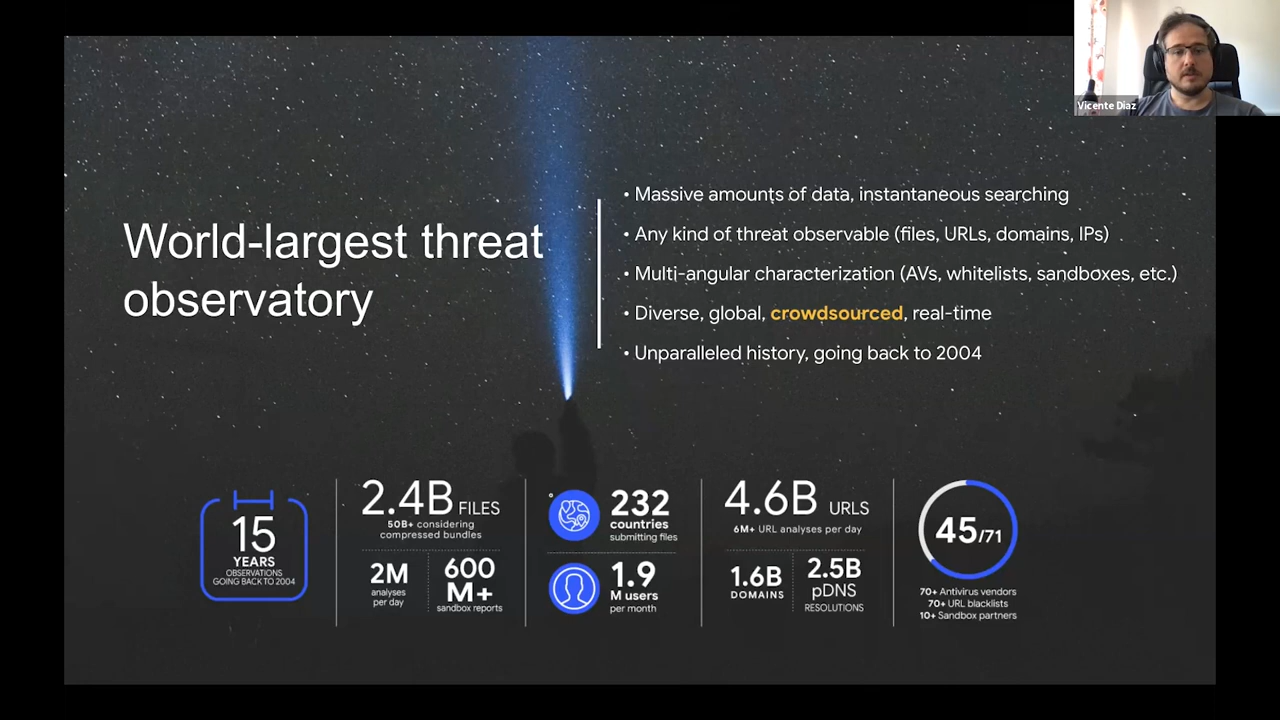 Vicente Diaz
World-largest threat
observatory
• Massive amounts of data, instantaneous searching
• Any kind of threat observable (files, URLs, domains, IPs)
• Multi-angular characterization (AVs, whitelists, sandboxes, etc.)
• Diverse, global, crowdsourced, real-time
• Unparalleled history, going back to 2004
15
YEARS
OBSERVATIONS
GOING BACK TO 2004
2.4B FILES
50B+ considering
compressed bundles
2M
analyses
per day
600
M+
sandbox reports
232
countries
submitting files
1.9
M users
per month
4.6B URLS
6M+ URL analyses per day
1.6B
DOMAINS
2.5B
pDNS
RESOLUTIONS
45/71
70+ Antivirus vendors
70+ URL blacklists
10+ Sandbox partners